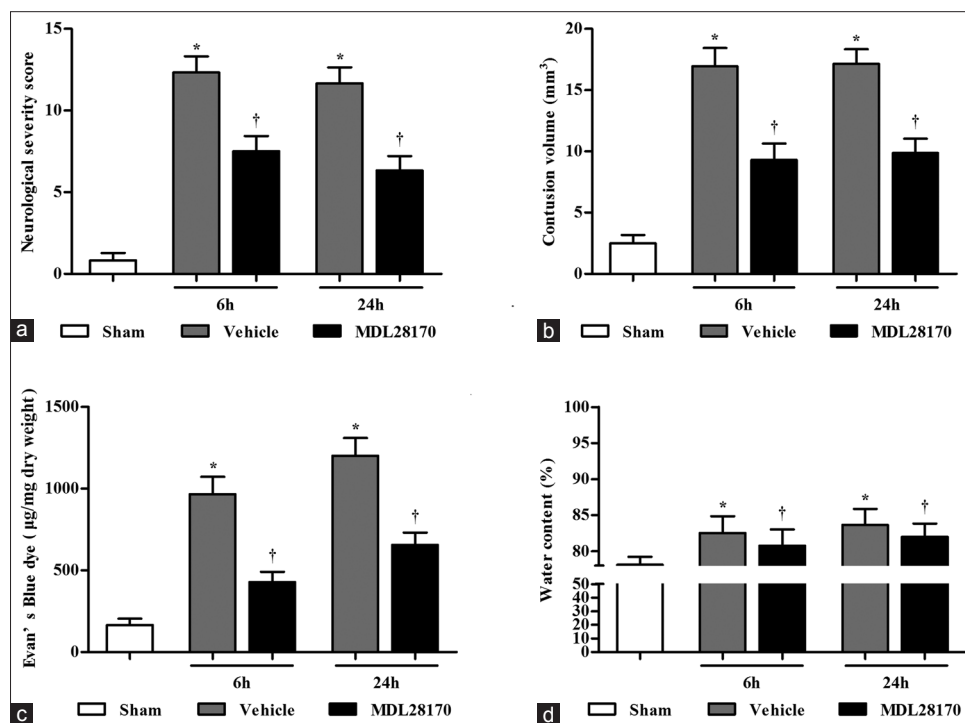 15
10
5
0
Neurological severity score
*
†
*
†
6h
24h
a
Sham
Vehicle
MDL28170
20
15
10
5
0
Contusion volume (mm³)
*
†
*
†
6h
24h
b
Sham
Vehicle
MDL28170
1500
1000
500
0
Evan’s Blue dye ( µg/mg dry weight)
*
†
*
†
6h
24h
c
Sham
Vehicle
MDL28170
100
95
90
85
80
50
40
30
20
10
0
Water content (%)
*
†
*
†
6h
24h
d
Sham
Vehicle
MDL28170